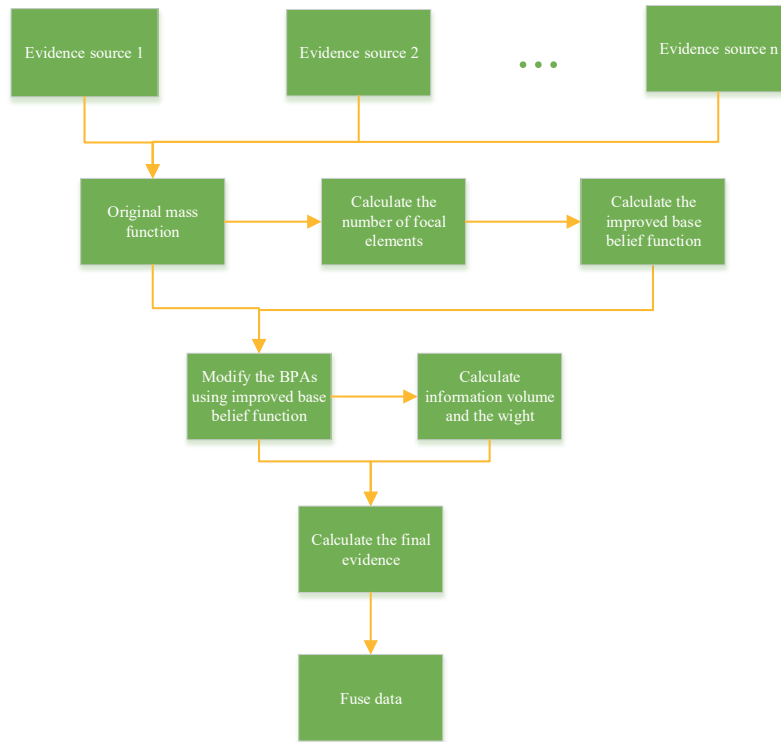 Evidence source 1
Evidence source 2
...
Evidence source n
Original mass
function
Calculate the
number of focal
elements
Calculate the
improved base
belief function
Modify the BPAs
using improved base
belief function
Calculate
information volume
and the wight
Calculate the final
evidence
Fuse data